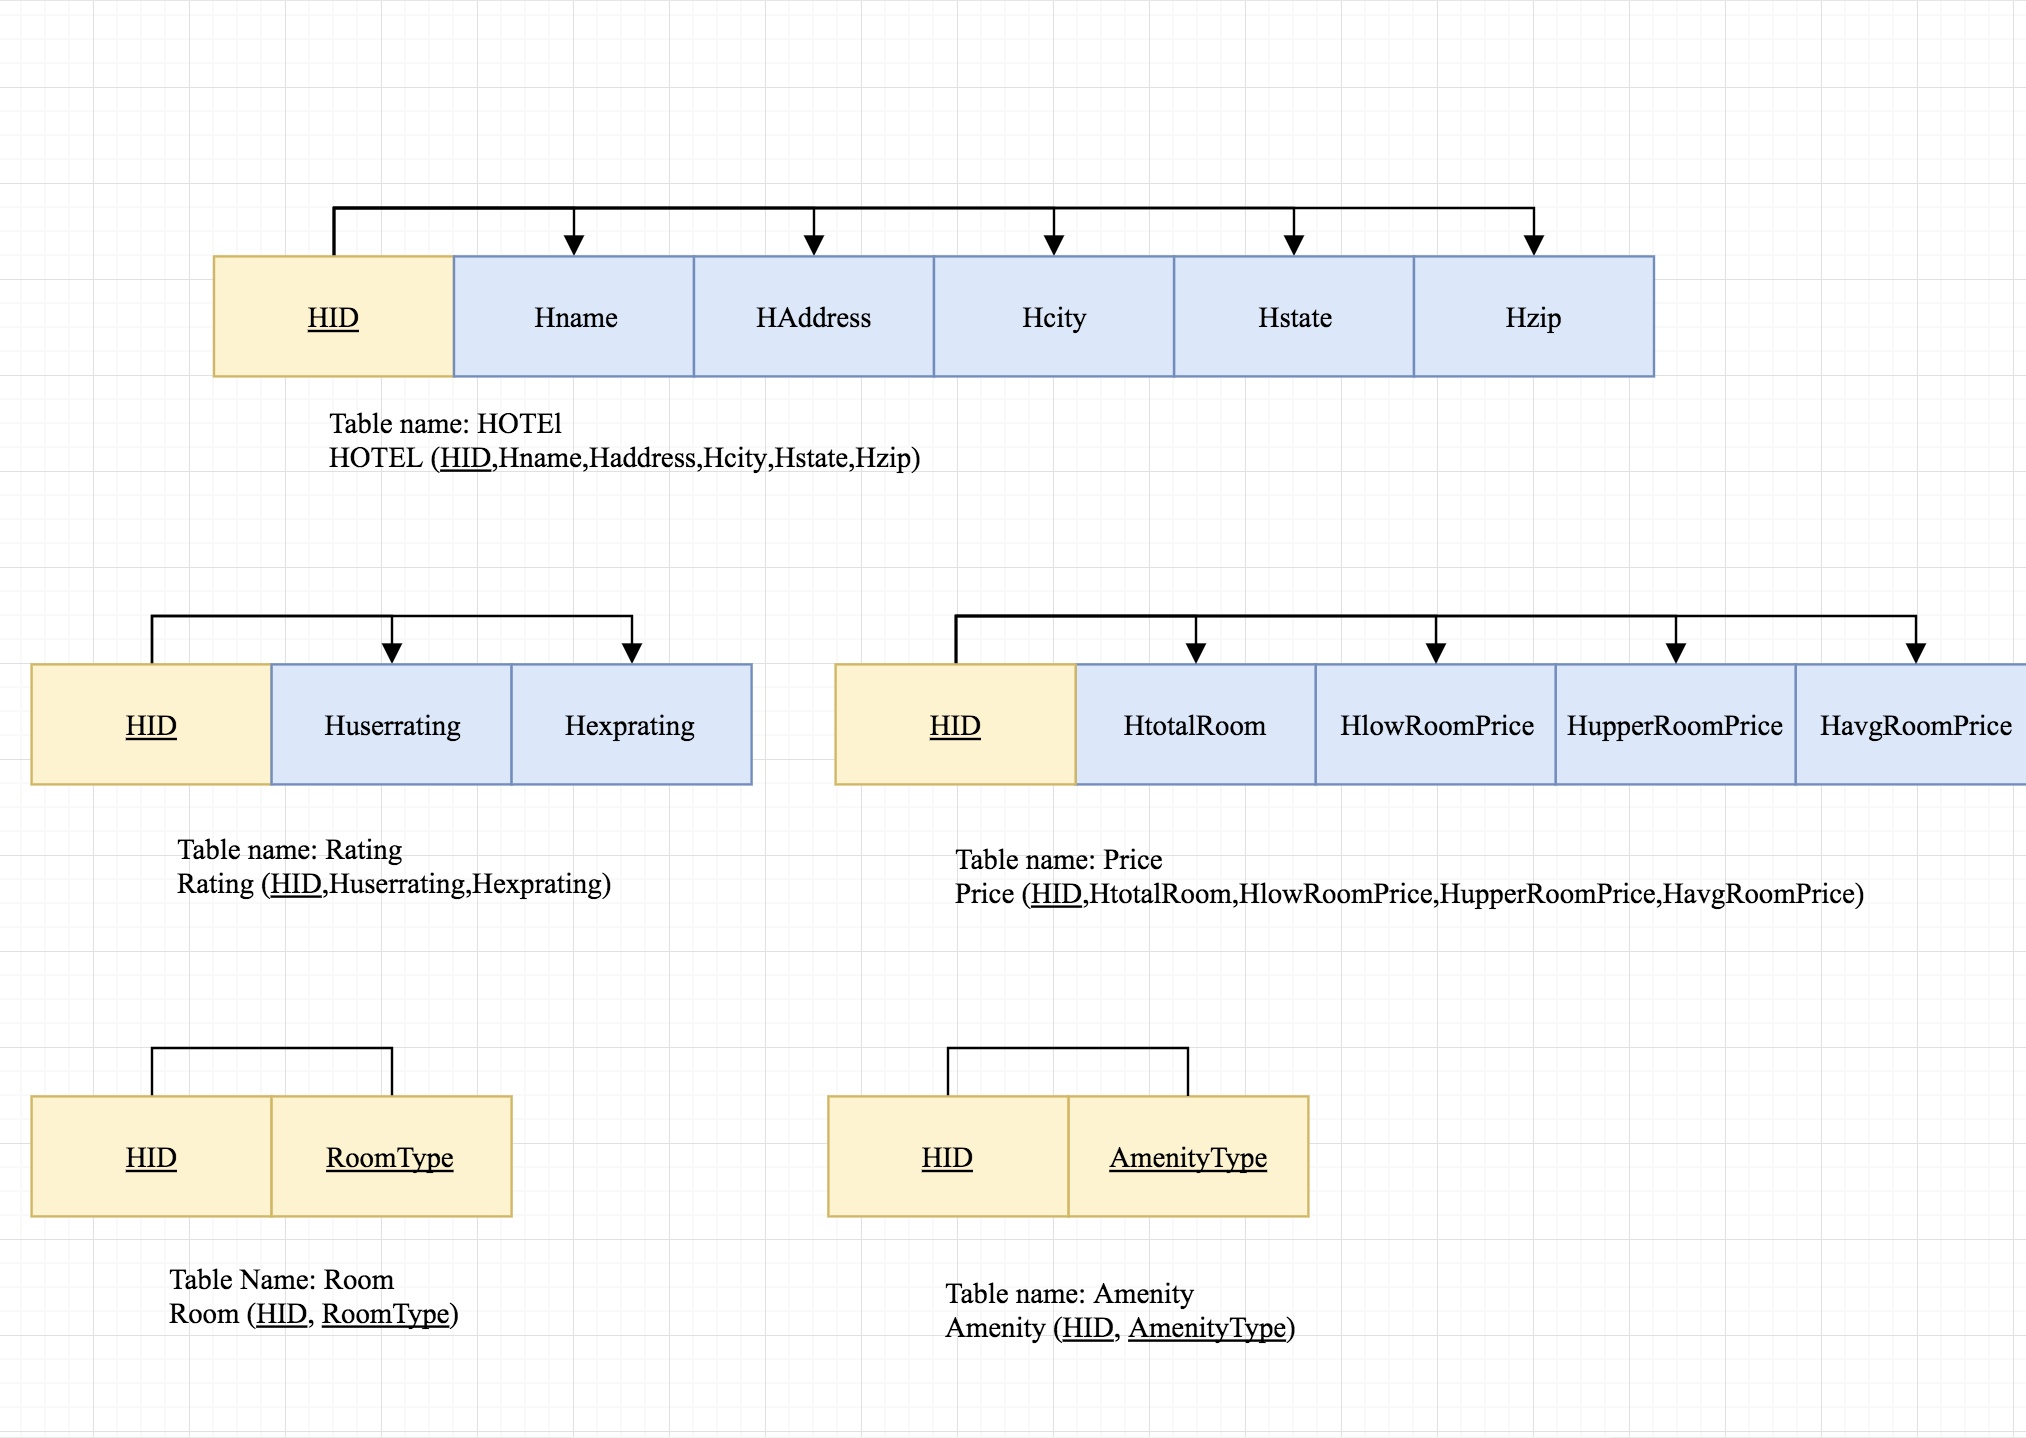 HID Hname HAddress Hcity Hstate Hzip
Table name: HOTEl
HOTEL (HID,Hname,Haddress,Hcity,Hstate,Hzip)
HID Huserrating Hexprating
HID HtotalRoom HlowRoomPrice HupperRoomPrice HavgRoomPrice
Table name: Rating
Rating (HID,Huserrating,Hexprating)
Table name: Price
Price (HID,HtotalRoom,HlowRoomPrice,HupperRoomPrice,HavgRoomPrice)
HID RoomType
HID AmenityType
Table Name: Room
Room (HID, RoomType)
Table name: Amenity
Amenity (HID, AmenityType)